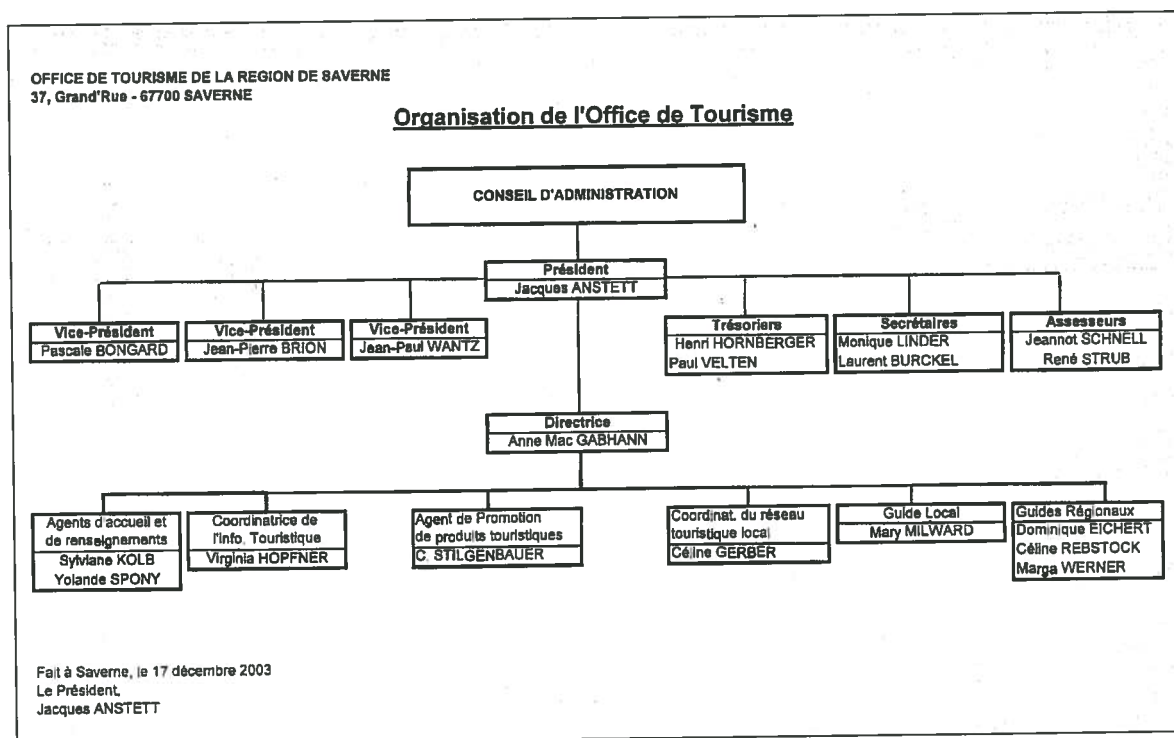 OFFICE DE TOURISME DE LA REGION DE SAVERNE
37, Grand'Rue - 67700 SAVERNE
Organisation de l'Office de Tourisme
CONSEIL D'ADMINISTRATION
Président
Jacques ANSTETT
Vice-Président
Pascale BONGARD
Vice-Président
Jean-Pierre BRION
Vice-Président
Jean-Paul WANTZ
Trésoriers
Henri HORNBERGER
Paul VELTEN
Secrétaires
Monique LINDER
Laurent BURCKEL
Assesseurs
Jeannot SCHNELL
René STRUB
Directrice
Anne Mac GABHANN
Agents d'accueil et
de renseignements
Sylviane KOLB
Yolande SPONY
Coordinatrice de
l'info. Touristique
Virginia HOPFNER
Agent de Promotion
de produits touristiques
C. STILGENBAUER
Coordinat. du réseau
touristique local
Céline GERBER
Guide Local
Mary MILWARD
Guides Régionaux
Dominique EICHERT
Céline REBSTOCK
Marga WERNER
Fait à Saverne, le 17 décembre 2003
Le Président,
Jacques ANSTETT